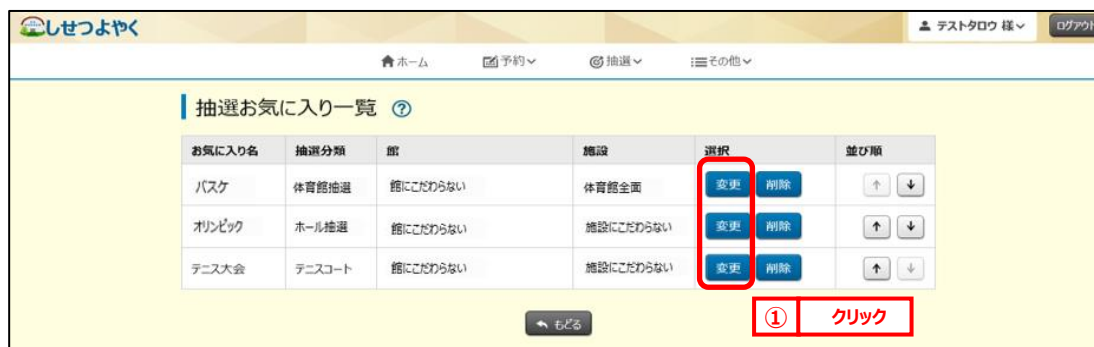 しせつよやく
テストタロウ 様
ログアウト
ホーム 予約 抽選 その他
抽選お気に入り一覧 ?
お気に入り名 抽選分類 館 施設 選択 並び順
バスケ 体育館抽選 館にこだわらない 体育館全面 変更 削除 ↑ ↓
オリンピック ホール抽選 館にこだわらない 施設にこだわらない 変更 削除 ↑ ↓
テニス大会 テニスコート 館にこだわらない 施設にこだわらない 変更 削除 ↑ ↓
もどる
① クリック